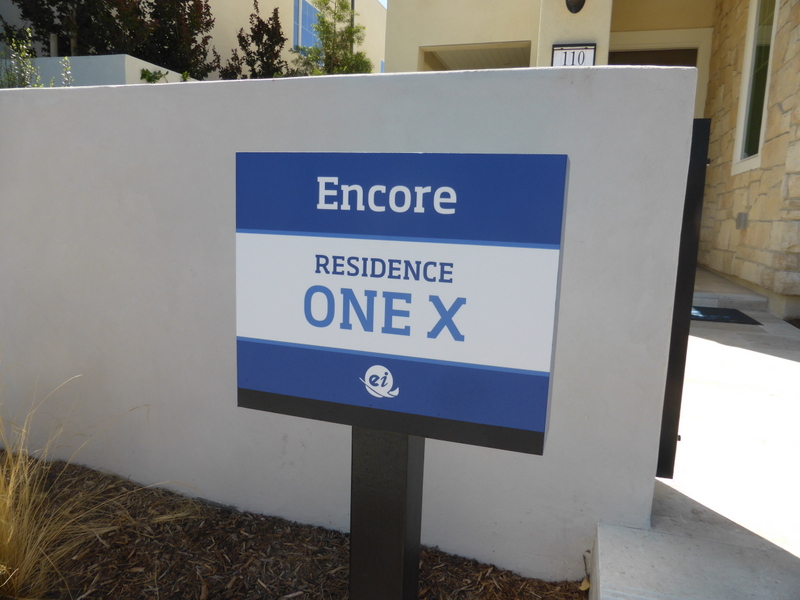 110
Encore
RESIDENCE
ONE X
ei